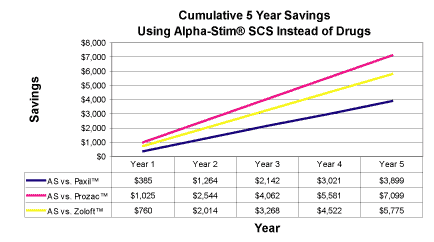 Cumulative 5 Year Savings
Using Alpha-Stim® SCS Instead of Drugs
Savings
$8,000
$7,000
$6,000
$5,000
$4,000
$3,000
$2,000
$1,000
$0
Year 1 Year 2 Year 3 Year 4 Year 5
AS vs. Paxil™ $385 $1,264 $2,142 $3,021 $3,899
AS vs. Prozac™ $1,025 $2,544 $4,062 $5,581 $7,099
AS vs. Zoloft™ $760 $2,014 $3,268 $4,522 $5,775
Year